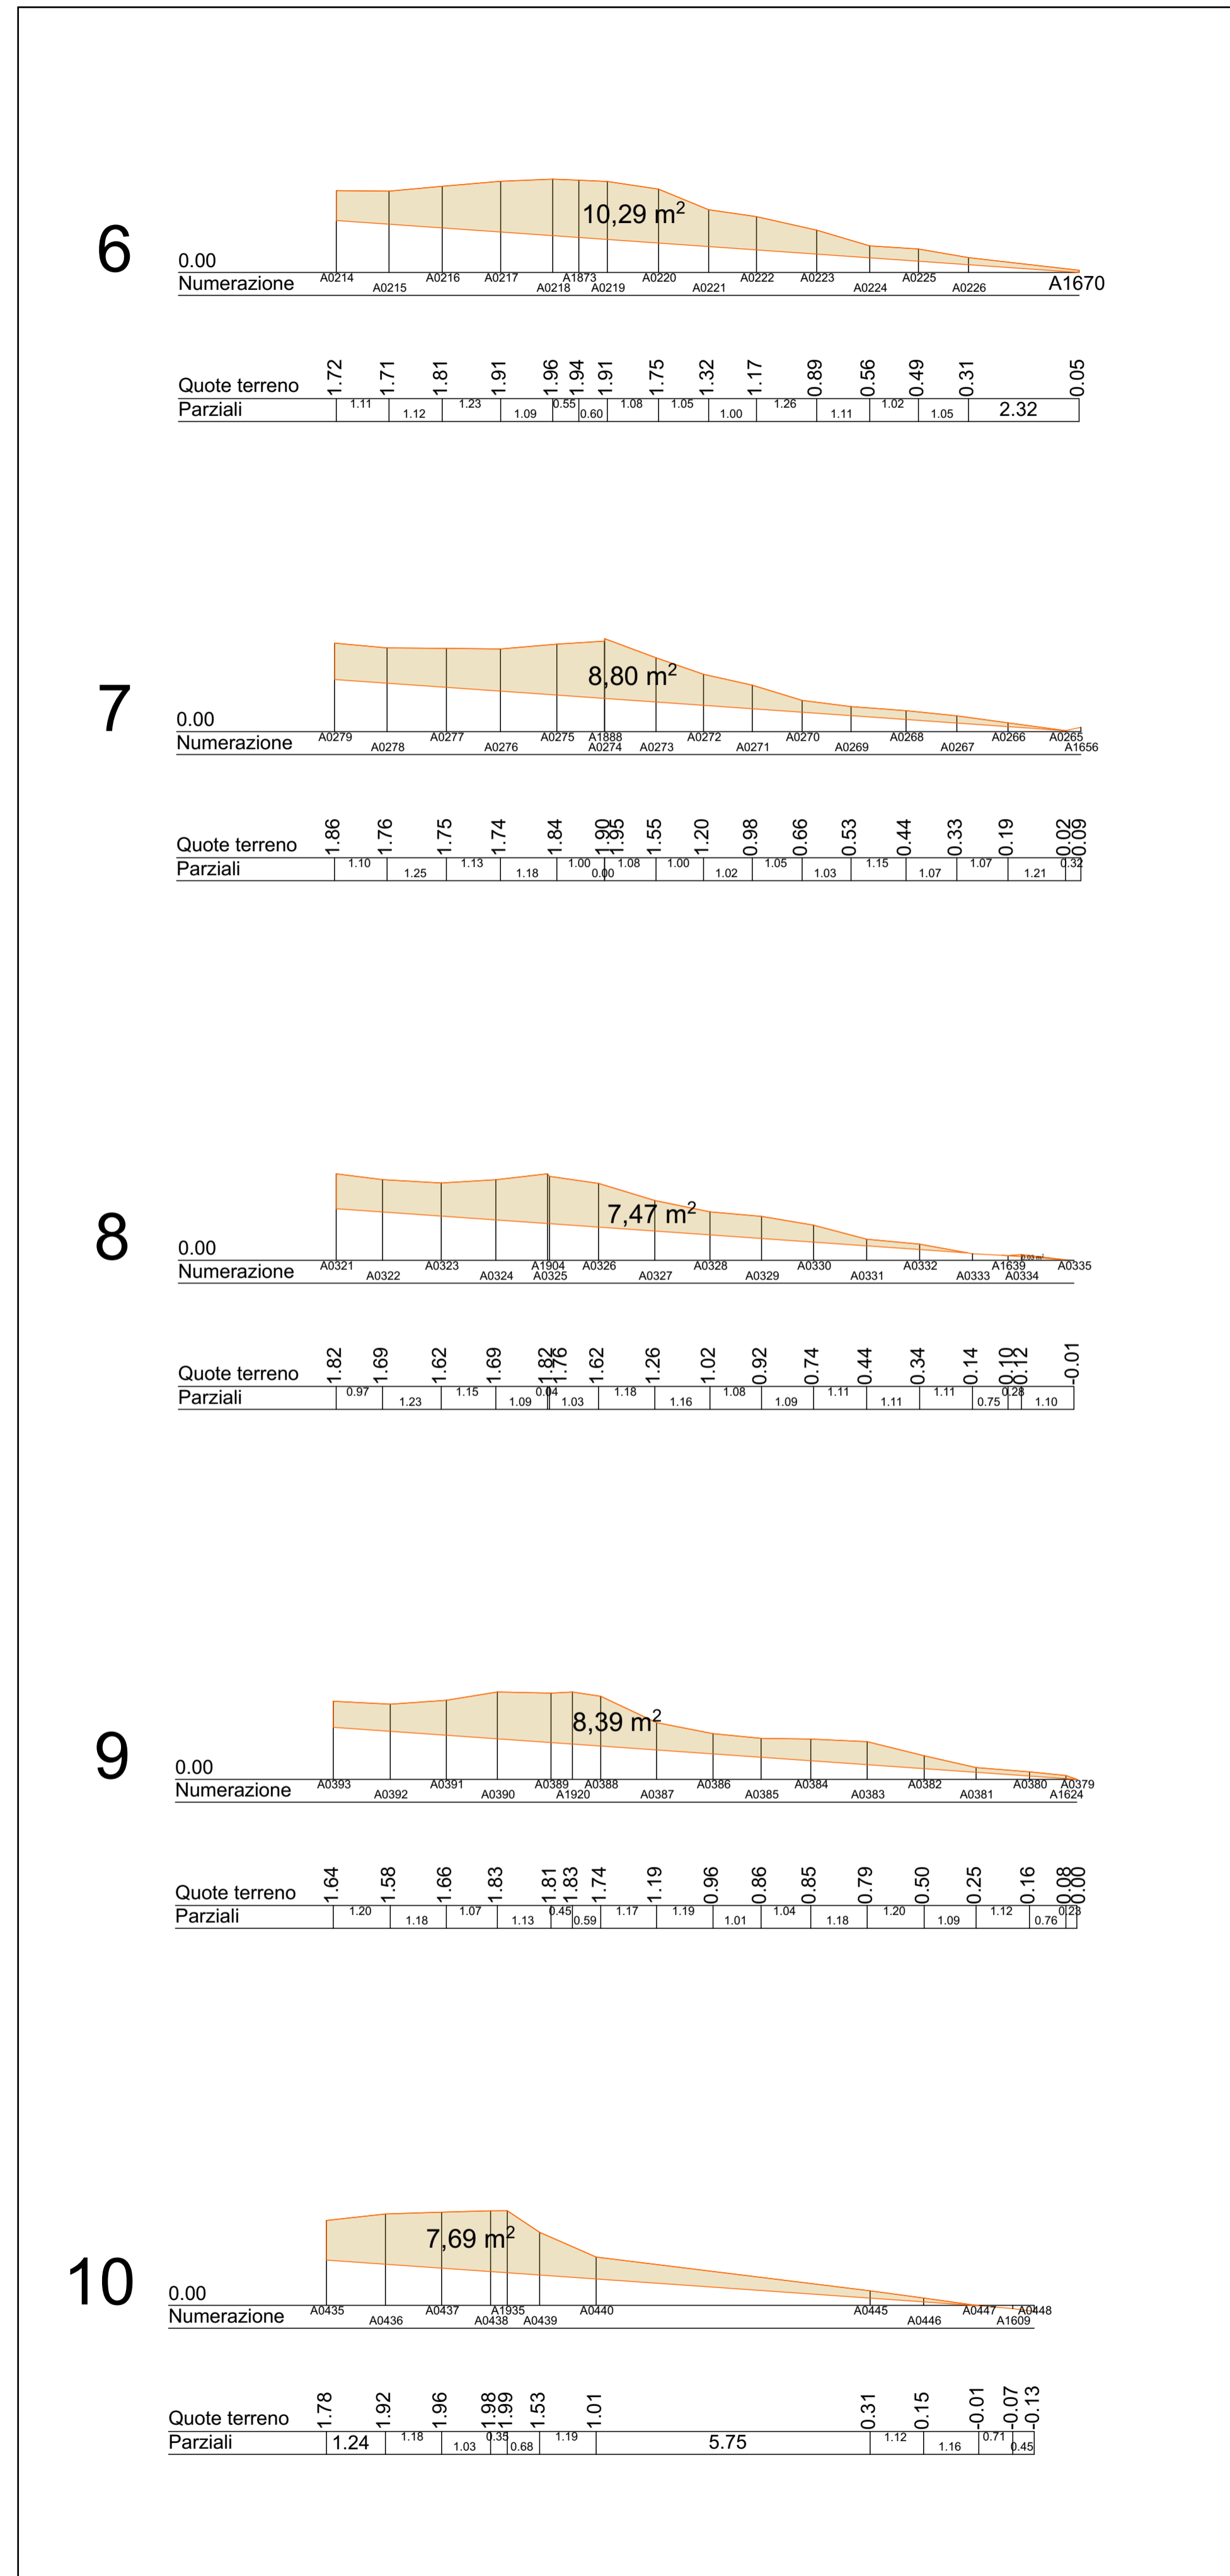 10,29 m²
6
0.00
Numerazione A0214 A0215 A0216 A0217 A0218 A1873 A0219 A0220 A0221 A0222 A0223 A0224 A0225 A0226 A1670
Quote terreno 1.72 1.71 1.81 1.91 1.96 1.94 1.91 1.75 1.32 1.17 0.89 0.56 0.49 0.31 0.05
Parziali 1.11 1.12 1.23 1.09 0.55 0.60 1.08 1.05 1.00 1.26 1.11 1.02 1.05 2.32
8,80 m²
7
0.00
Numerazione A0279 A0278 A0277 A0276 A0275 A1888 A0274 A0273 A0272 A0271 A0270 A0269 A0268 A0267 A0266 A0265 A1656
Quote terreno 1.86 1.76 1.75 1.74 1.84 1.90 1.95 1.55 1.20 0.98 0.66 0.53 0.44 0.33 0.19 0.02 0.09
Parziali 1.10 1.25 1.13 1.18 1.00 0.00 1.08 1.00 1.02 1.05 1.03 1.15 1.07 1.07 1.21 0.32
7,47 m²
8
0.00 0.03 m²
Numerazione A0321 A0322 A0323 A0324 A1904 A0325 A0326 A0327 A0328 A0329 A0330 A0331 A0332 A0333 A1639 A0334 A0335
Quote terreno 1.82 1.69 1.62 1.69 1.82 1.76 1.62 1.26 1.02 0.92 0.74 0.44 0.34 0.14 0.10 0.12 -0.01
Parziali 0.97 1.23 1.15 1.09 0.04 1.03 1.18 1.16 1.08 1.09 1.11 1.11 1.11 0.75 0.28 1.10
8,39 m²
9
0.00
Numerazione A0393 A0392 A0391 A0390 A0389 A1920 A0388 A0387 A0386 A0385 A0384 A0383 A0382 A0381 A0380 A1624 A0379
Quote terreno 1.64 1.58 1.66 1.83 1.81 1.83 1.74 1.19 0.96 0.86 0.85 0.79 0.50 0.25 0.16 0.08 0.00
Parziali 1.20 1.18 1.07 1.13 0.45 0.59 1.17 1.19 1.01 1.04 1.18 1.20 1.09 1.12 0.76 0.23
7,69 m²
10
0.00
Numerazione A0435 A0436 A0437 A0438 A1935 A0439 A0440 A0445 A0446 A0447 A1609 A0448
Quote terreno 1.78 1.92 1.96 1.98 1.99 1.53 1.01 0.31 0.15 -0.01 -0.07 -0.13
Parziali 1.24 1.18 1.03 0.35 0.68 1.19 5.75 1.12 1.16 0.71 0.45